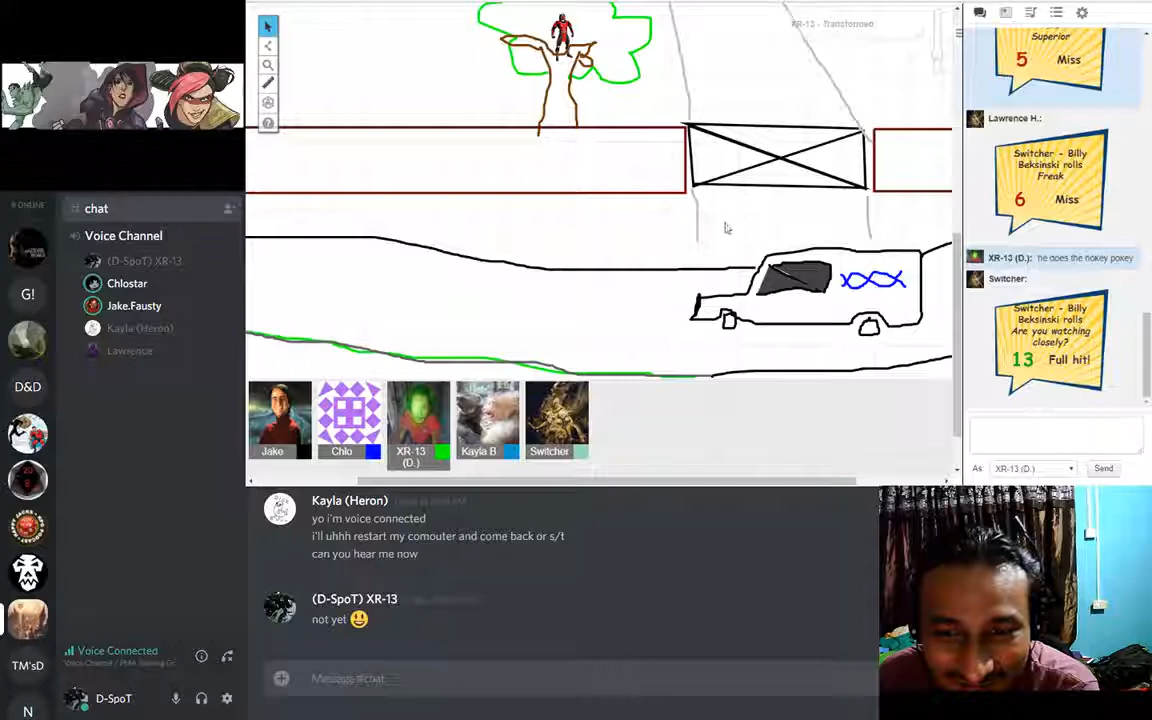 XR-13 - Transformed
Superior
5 Miss
Lawrence H.:
Switcher - Billy
Beksinski rolls
Freak
6 Miss
XR-13 (D.): he does the hokey pokey
Switcher:
Switcher - Billy
Beksinski rolls
Are you watching
closely?
13 Full hit!
As: XR-13 (D.) Send
8 ONLINE
chat
Voice Channel
(D-SpoT) XR-13
Chlostar
Jake.Fausty
Kayla (Heron)
Lawrence
G!
D&D
TM'sD
N
Voice Connected
D-SpoT
Jake
Chlo
XR-13
(D.)
Kayla B
Switcher
Kayla (Heron)
yo i'm voice connected
i'll uhhh restart my comouter and come back or s/t
can you hear me now
(D-SpoT) XR-13
not yet 😃
Message #chat